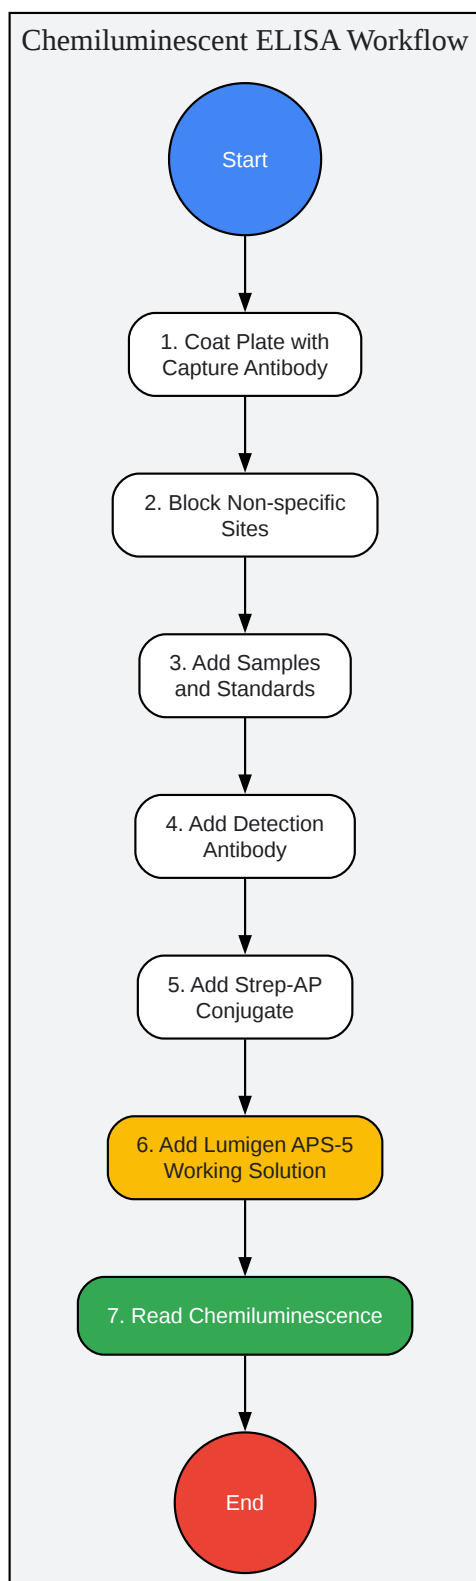 Chemiluminescent ELISA Workflow
Start
1. Coat Plate with
Capture Antibody
2. Block Non-specific
Sites
3. Add Samples
and Standards
4. Add Detection
Antibody
5. Add Strep-AP
Conjugate
6. Add Lumigen APS-5
Working Solution
7. Read Chemiluminescence
End